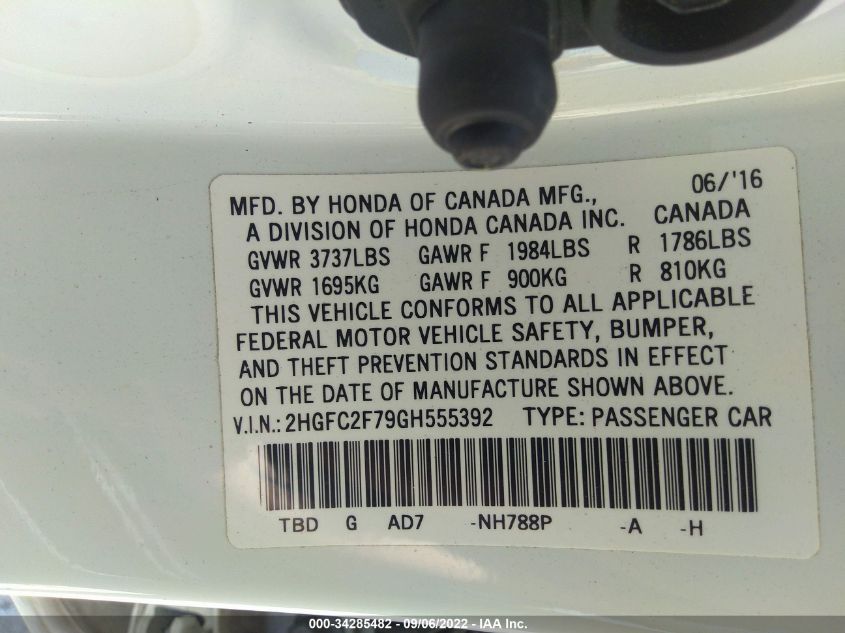 06/'16
MFD. BY HONDA OF CANADA MFG.,
A DIVISION OF HONDA CANADA INC. CANADA
GVWR 3737LBS GAWR F 1984LBS R 1786LBS
GVWR 1695KG GAWR F 900KG R 810KG
THIS VEHICLE CONFORMS TO ALL APPLICABLE
FEDERAL MOTOR VEHICLE SAFETY, BUMPER,
AND THEFT PREVENTION STANDARDS IN EFFECT
ON THE DATE OF MANUFACTURE SHOWN ABOVE.
V.I.N.: 2HGFC2F79GH555392 TYPE: PASSENGER CAR
TBD G AD7 -NH788P -A -H
000-34285482 - 09/06/2022 - IAA Inc.